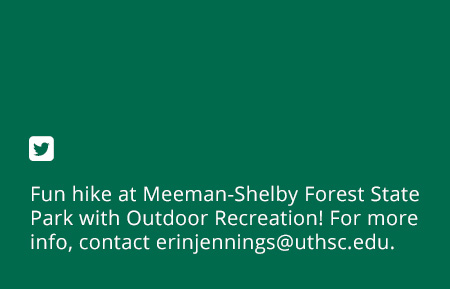 Fun hike at Meeman-Shelby Forest State
Park with Outdoor Recreation! For more
info, contact erinjennings@uthsc.edu.